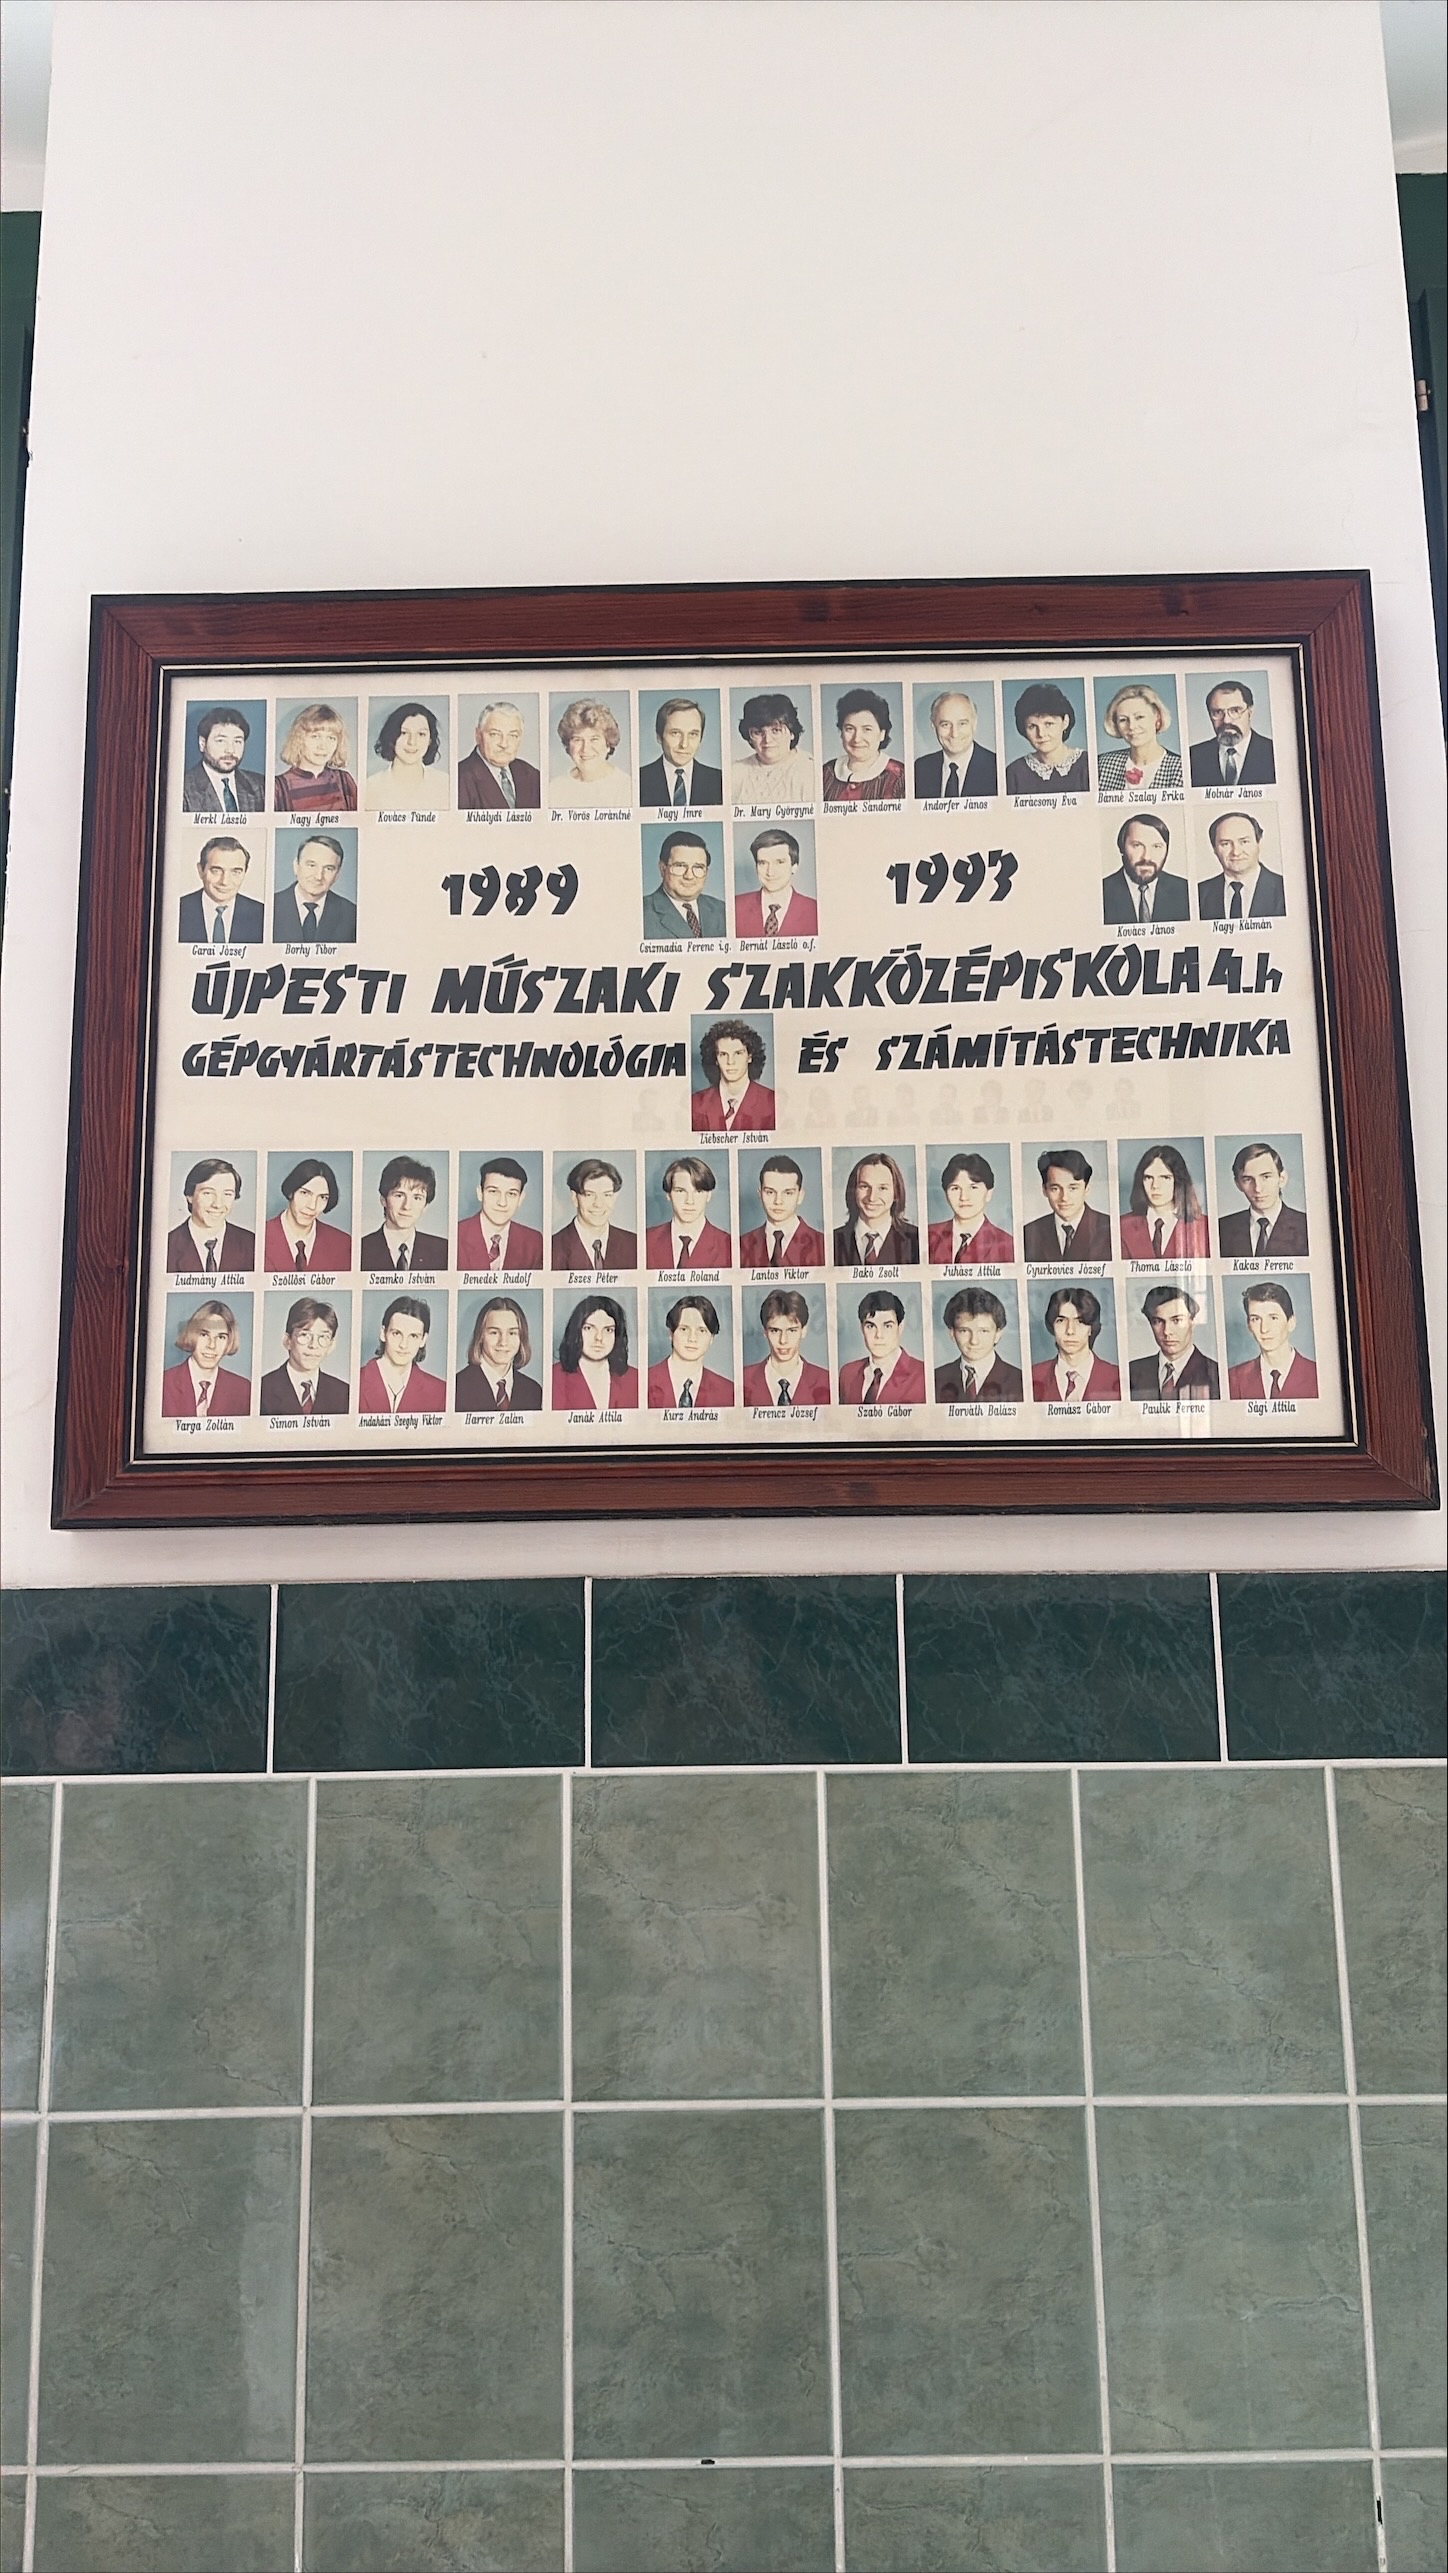 Merkl László Nagy Ágnes Kovács Tünde Mihálydi László Dr. Vörös Lorántné Nagy Imre Dr. Mary Györgyné Bosnyák Sándorné Andorfer János Karácsony Éva Bánné Szalay Erika Molnár János
Garai József Borhy Tibor Csizmadia Ferenc i.g. Bernát László o.f. Kovács János Nagy Kálmán
1989 1993
ÚJPESTI MŰSZAKI SZAKKÖZÉPISKOLA 4.h
GÉPGYÁRTÁSTECHNOLÓGIA ÉS SZÁMÍTÁSTECHNIKA
Liebscher István
Ludmány Attila Szöllősi Gábor Szamko István Benedek Rudolf Eszes Péter Koszta Roland Lantos Viktor Bakó Zsolt Juhász Attila Gyurkovics József Thoma László Kakas Ferenc
Varga Zoltán Simon István Andaházi Szeghy Viktor Harrer Zalán Janák Attila Kurz András Ferencz József Szabó Gábor Horváth Balázs Romász Gábor Paulik Ferenc Sági Attila